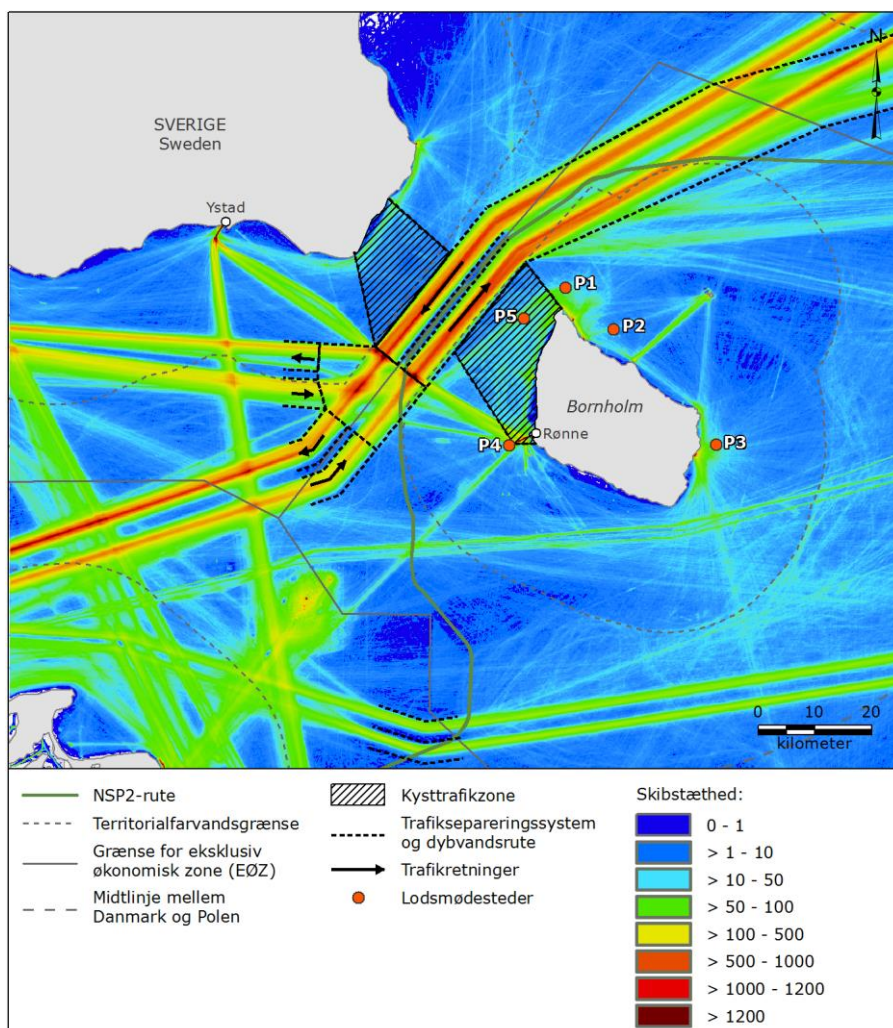 N
SVERIGE
Sweden
Ystad
P1
P5
P2
Bornholm
P4
Rønne
P3
0 10 20
kilometer
NSP2-rute
Territorialfarvandsgrænse
Grænse for eksklusiv
økonomisk zone (EØZ)
Midtlinje mellem
Danmark og Polen
Kysttrafikzone
Trafiksepareringssystem
og dybvandsrute
Trafikretninger
Lodsmødesteder
Skibstæthed:
0 - 1
> 1 - 10
> 10 - 50
> 50 - 100
> 100 - 500
> 500 - 1000
> 1000 - 1200
> 1200